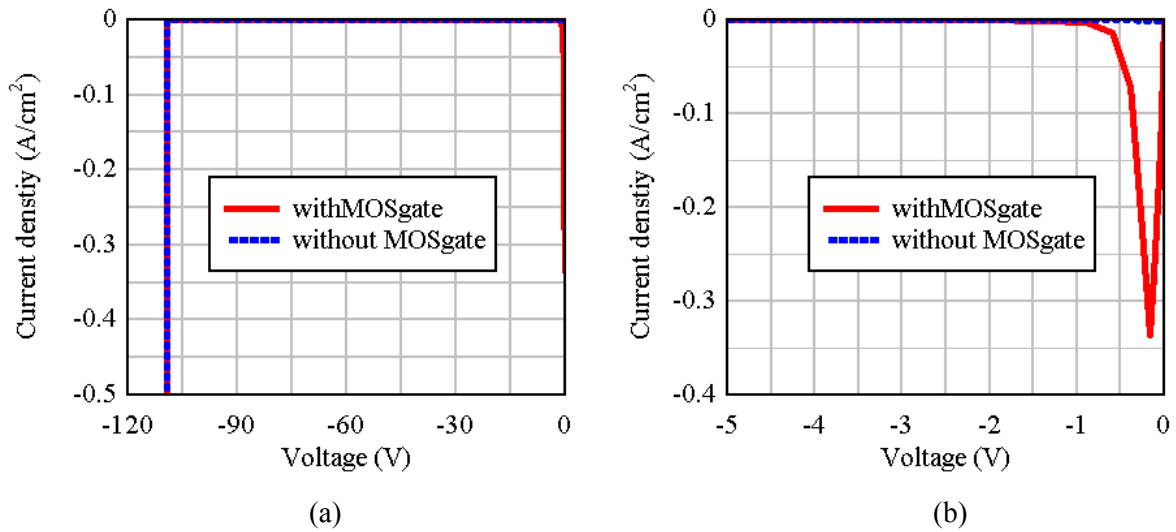 0
-0.1
-0.2
-0.3
-0.4
-0.5
Current denstiy (A/cm²)
withMOSgate
without MOSgate
-120 -90 -60 -30 0
Voltage (V)
(a)
0
-0.1
-0.2
-0.3
-0.4
Current denstiy (A/cm²)
withMOSgate
without MOSgate
-5 -4 -3 -2 -1 0
Voltage (V)
(b)